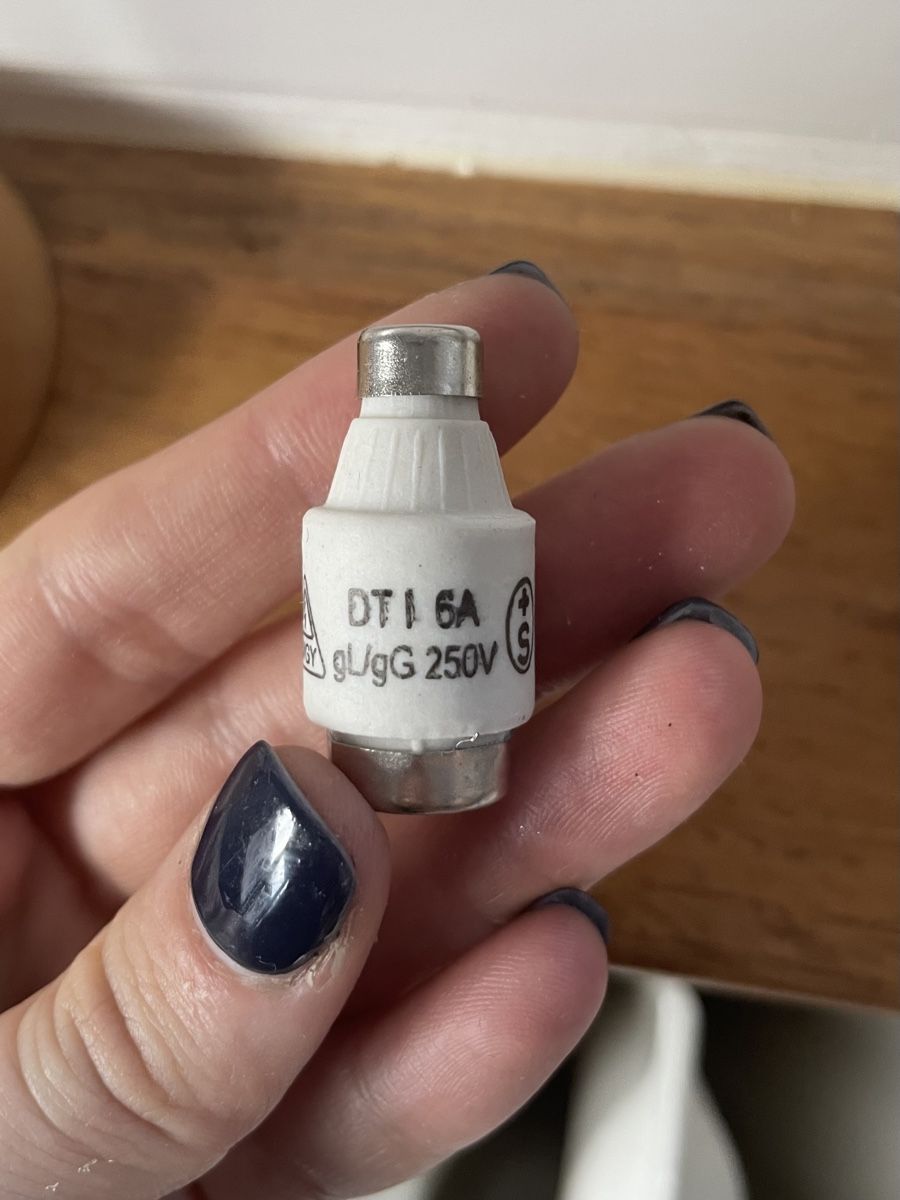 DT I 6A
gL/gG 250V
+S